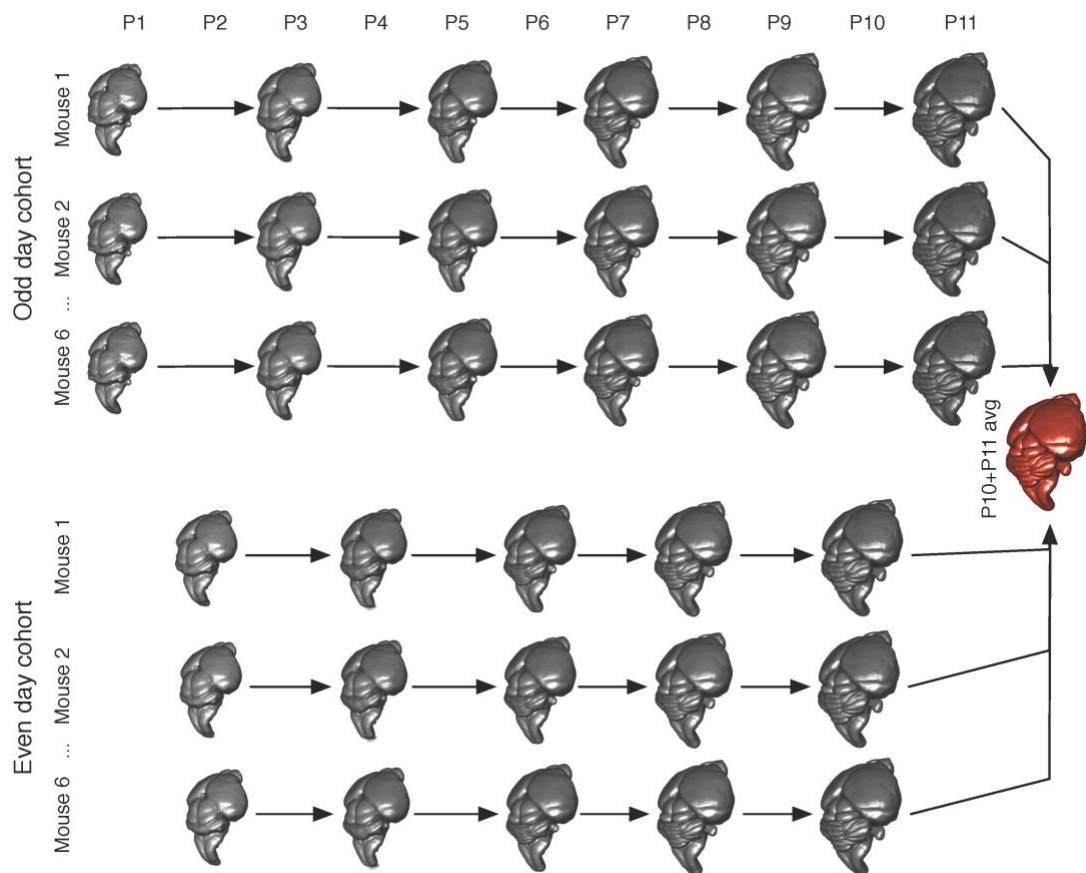 P1 P2 P3 P4 P5 P6 P7 P8 P9 P10 P11
Odd day cohort
Mouse 1
Mouse 2
...
Mouse 6
P10+P11 avg
Even day cohort
Mouse 1
Mouse 2
...
Mouse 6